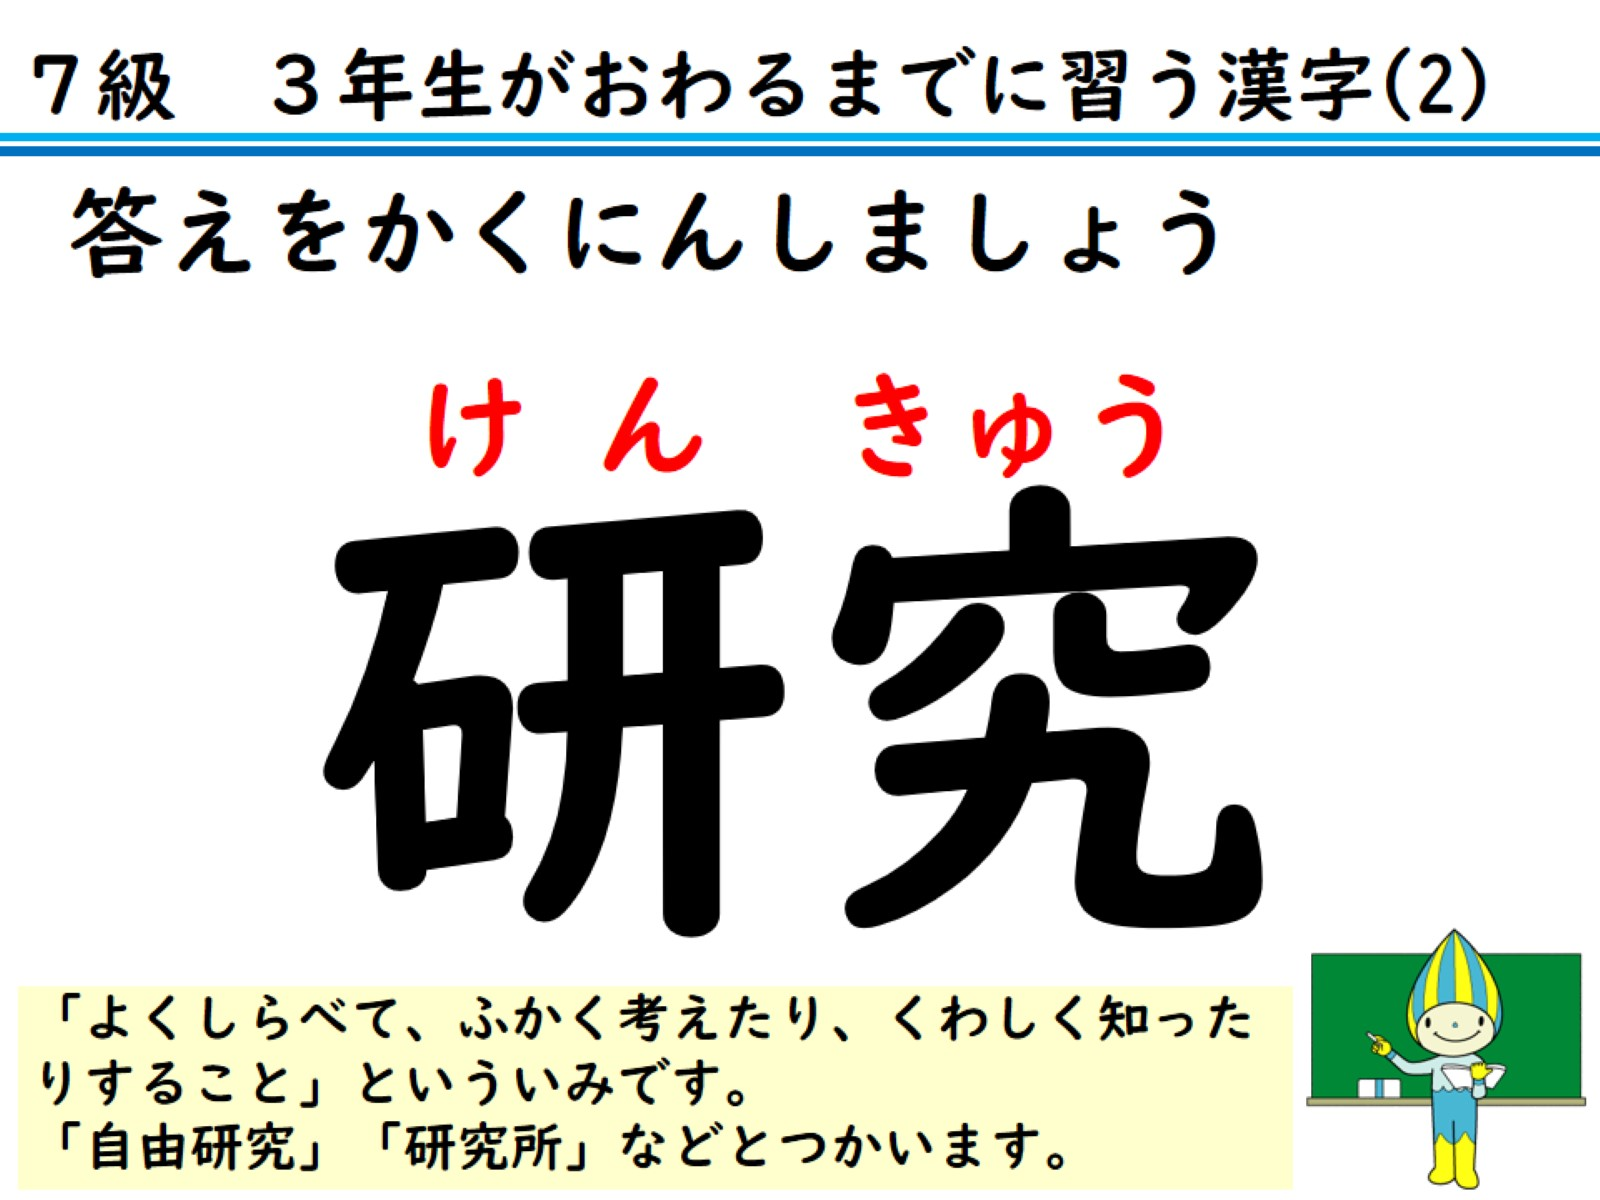 ７級　３年生がおわるまでに習う漢字(2)
答えをかくにんしましょう
けん　きゅう
研究
「よくしらべて、ふかく考えたり、くわしく知った
りすること」といういみです。
「自由研究」「研究所」などとつかいます。